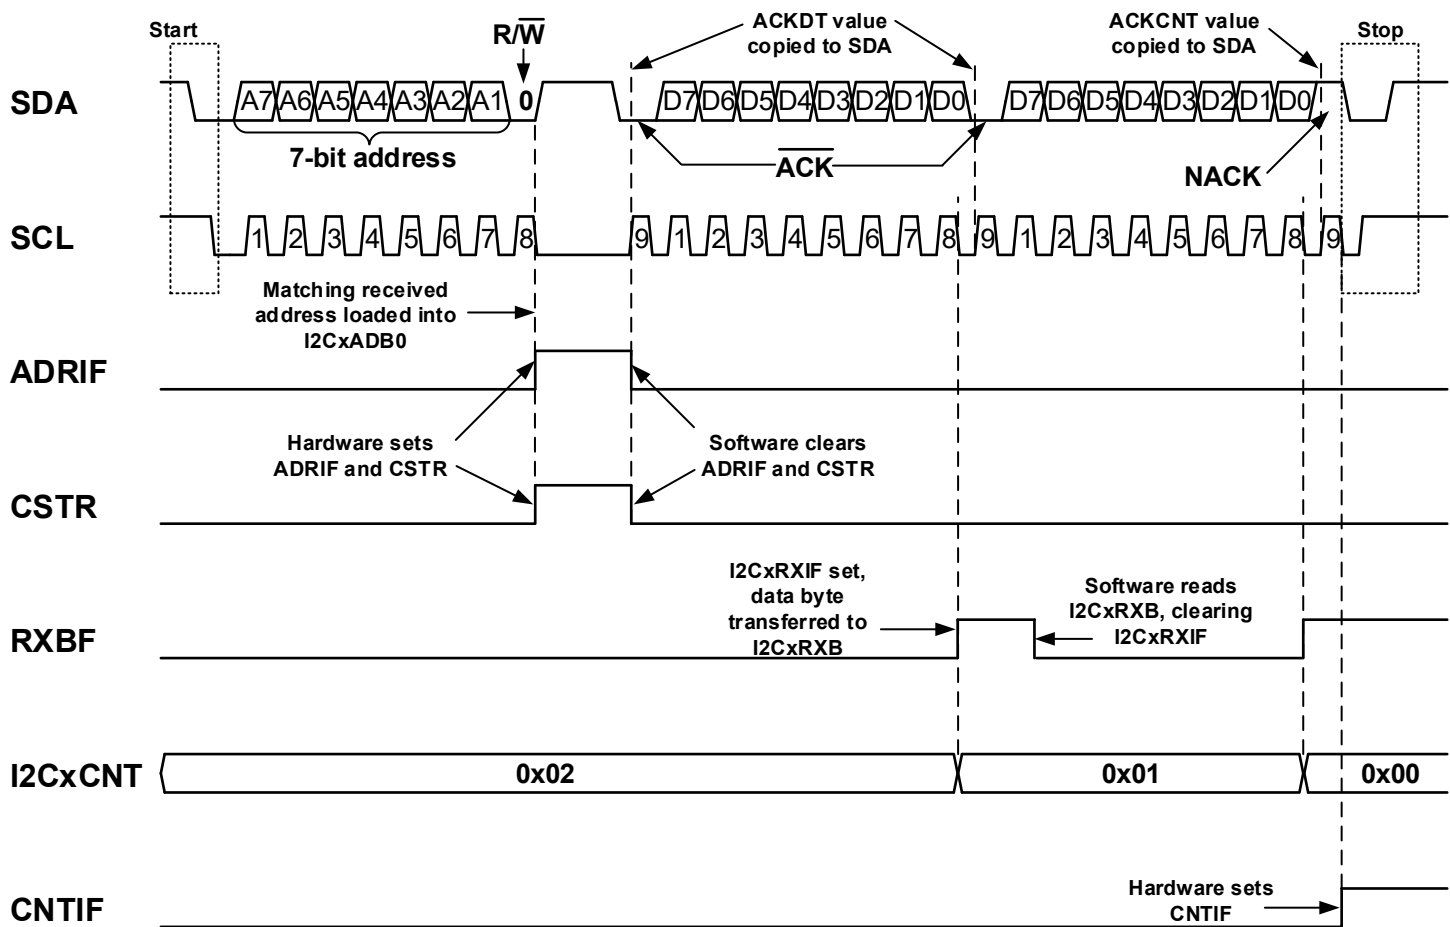 Start
R/W
ACKDT value
copied to SDA
ACKCNT value
copied to SDA
Stop
SDA
A7 A6 A5 A4 A3 A2 A1 0
D7 D6 D5 D4 D3 D2 D1 D0
D7 D6 D5 D4 D3 D2 D1 D0
7-bit address
ACK
NACK
SCL
1 2 3 4 5 6 7 8 9 1 2 3 4 5 6 7 8 9 1 2 3 4 5 6 7 8 9
Matching received
address loaded into
I2CxADB0
ADRIF
Hardware sets
ADRIF and CSTR
Software clears
ADRIF and CSTR
CSTR
I2CxRXIF set,
data byte
transferred to
I2CxRXB
Software reads
I2CxRXB, clearing
I2CxRXIF
RXBF
I2CxCNT
0x02
0x01
0x00
Hardware sets
CNTIF
CNTIF